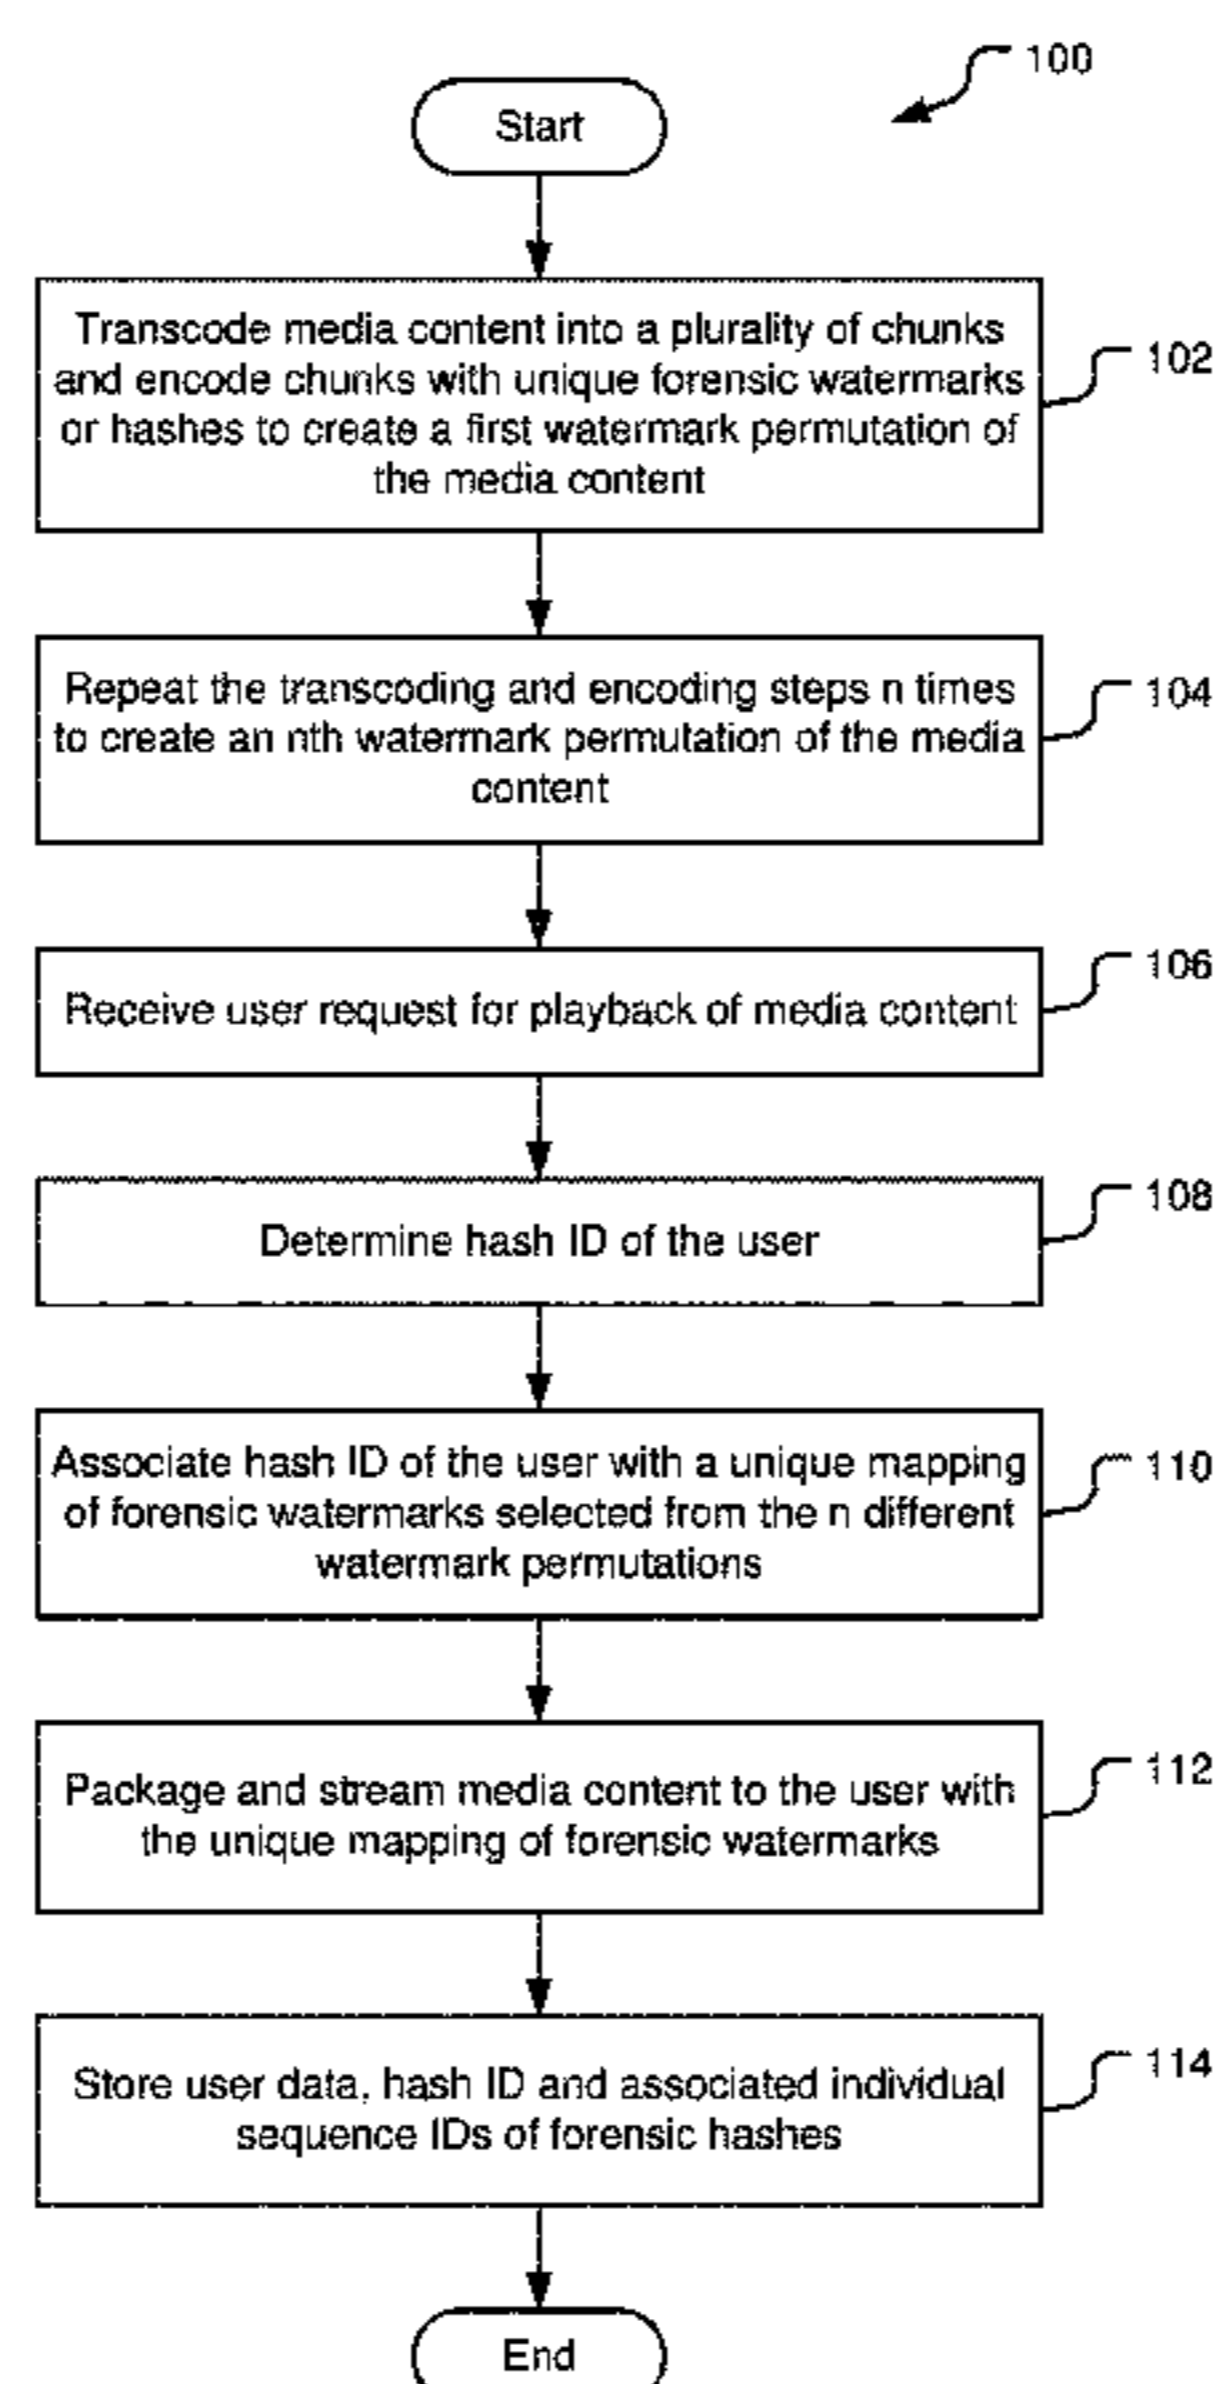 100
Start
Transcode media content into a plurality of chunks
and encode chunks with unique forensic watermarks
or hashes to create a first watermark permutation of
the media content
102
Repeat the transcoding and encoding steps n times
to create an nth watermark permutation of the media
content
104
Receive user request for playback of media content
106
Determine hash ID of the user
108
Associate hash ID of the user with a unique mapping
of forensic watermarks selected from the n different
watermark permutations
110
Package and stream media content to the user with
the unique mapping of forensic watermarks
112
Store user data, hash ID and associated individual
sequence IDs of forensic hashes
114
End